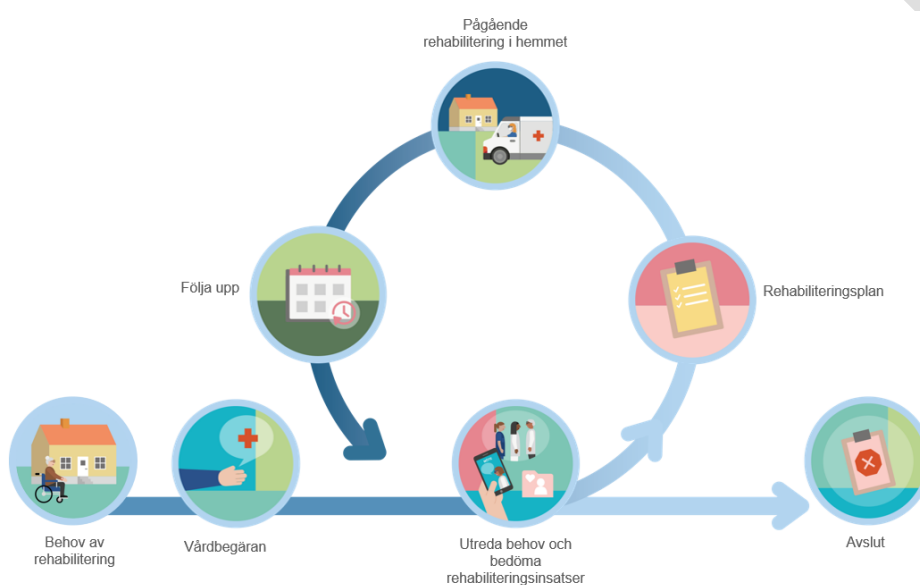 Pågående
rehabilitering i hemmet
Följa upp
Rehabiliteringsplan
Behov av
rehabilitering
Vårdbegäran
Utreda behov och
bedöma
rehabiliteringsinsatser
Avslut